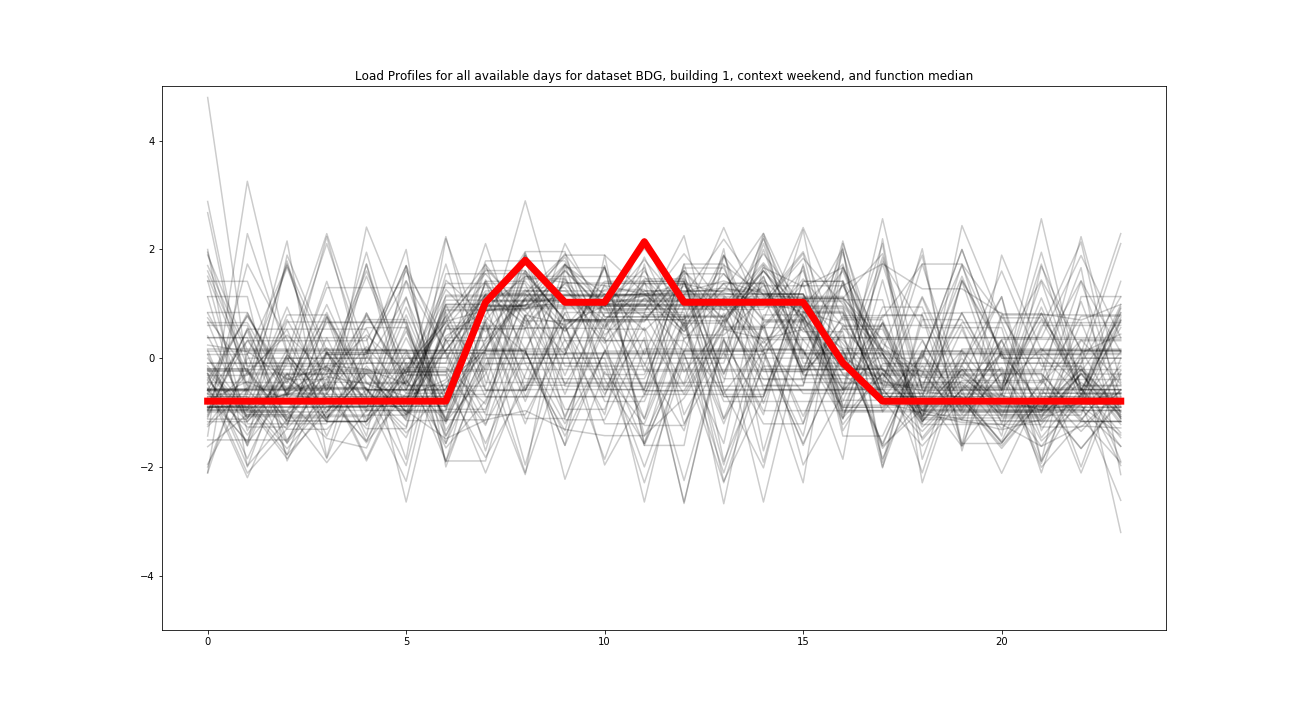 Load Profiles for all available days for dataset BDG, building 1, context weekend, and function median
4
2
0
−2
−4
0 5 10 15 20